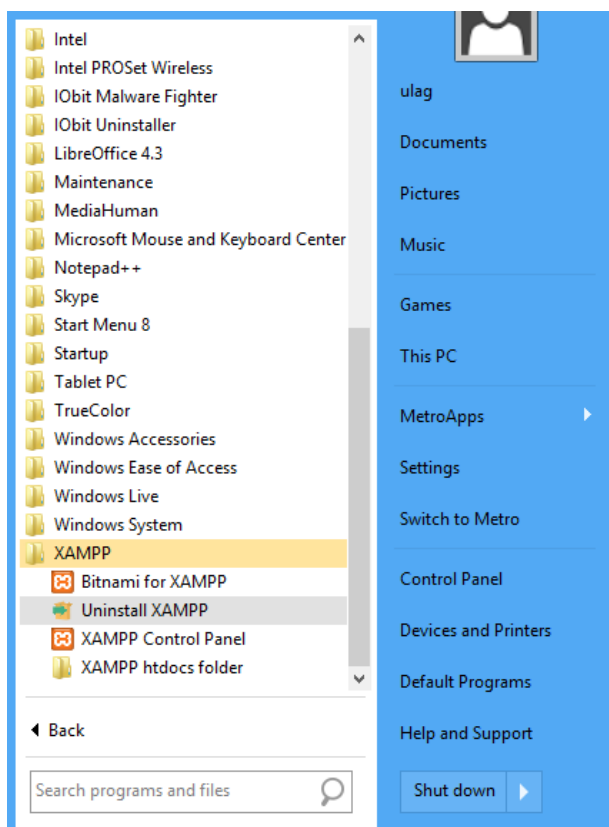 Intel
Intel PROSet Wireless
IObit Malware Fighter
IObit Uninstaller
LibreOffice 4.3
Maintenance
MediaHuman
Microsoft Mouse and Keyboard Center
Notepad++
Skype
Start Menu 8
Startup
Tablet PC
TrueColor
Windows Accessories
Windows Ease of Access
Windows Live
Windows System
XAMPP
Bitnami for XAMPP
Uninstall XAMPP
XAMPP Control Panel
XAMPP htdocs folder
Back
Search programs and files
ulag
Documents
Pictures
Music
Games
This PC
MetroApps
Settings
Switch to Metro
Control Panel
Devices and Printers
Default Programs
Help and Support
Shut down